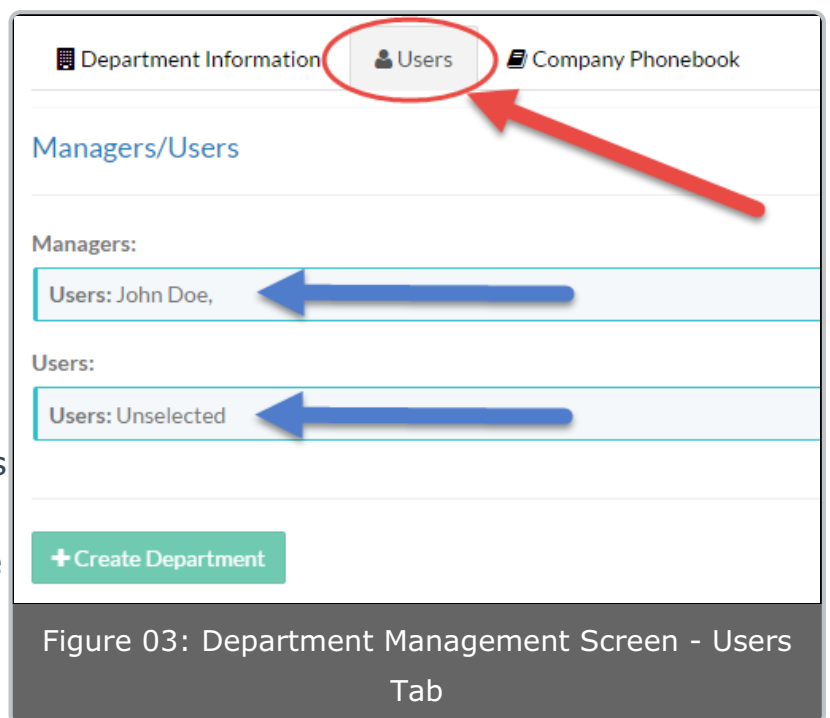 Department Information Users Company Phonebook
Managers/Users
Managers:
Users: John Doe,
Users:
Users: Unselected
s
+ Create Department
Figure 03: Department Management Screen - Users
Tab